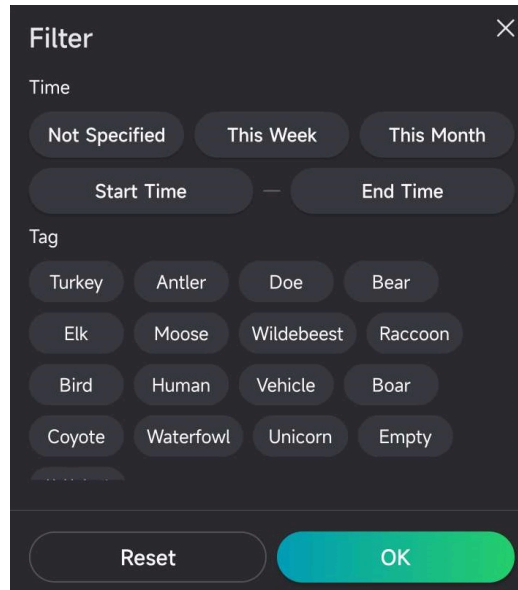 Filter
Time
Not Specified This Week This Month
Start Time — End Time
Tag
Turkey Antler Doe Bear
Elk Moose Wildebeest Raccoon
Bird Human Vehicle Boar
Coyote Waterfowl Unicorn Empty
Reset OK